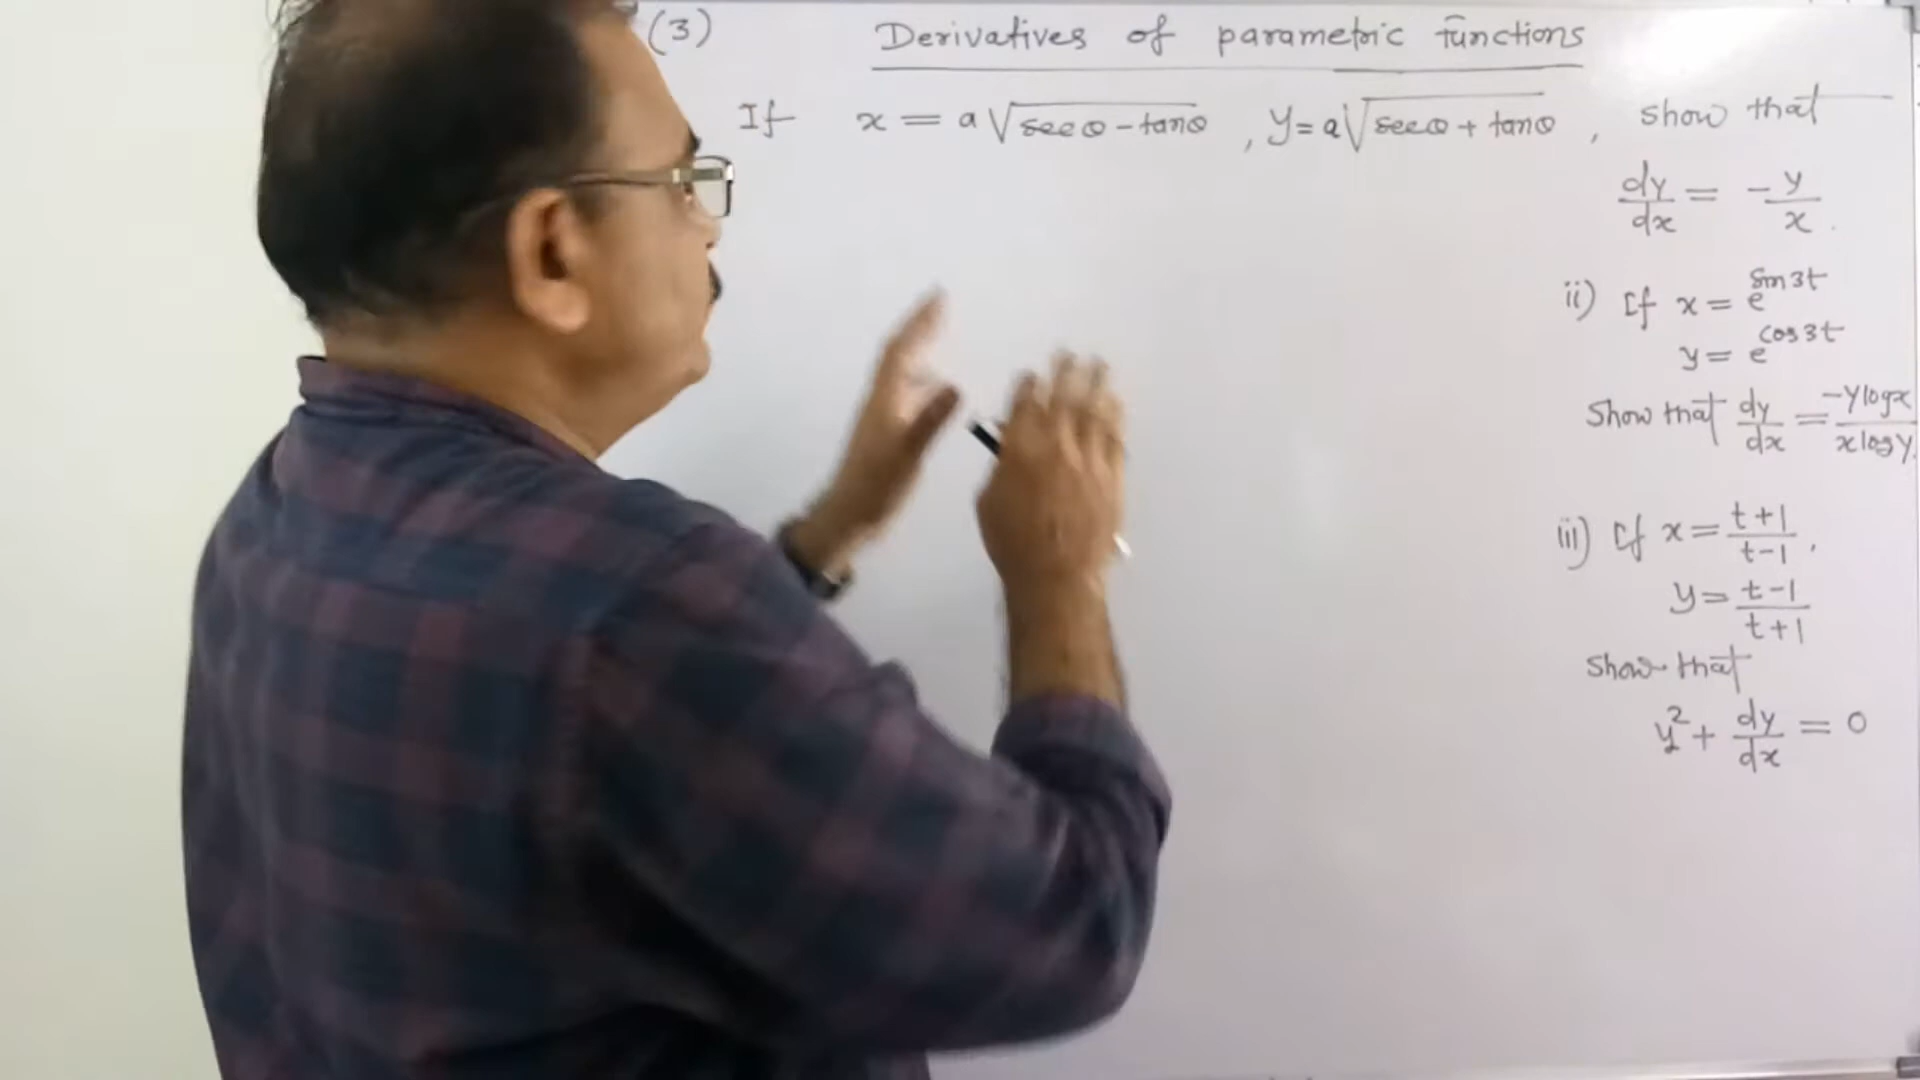 (3) Derivatives of parametric functions
If x = a√(secθ - tanθ) , y = a√(secθ + tanθ) , show that
dy/dx = - y/x .
ii) If x = e^sin3t
y = e^cos3t
Show that dy/dx = -ylogx/xlogy.
iii) If x = t+1/t-1 ,
y = t-1/t+1
Show that
y² + dy/dx = 0